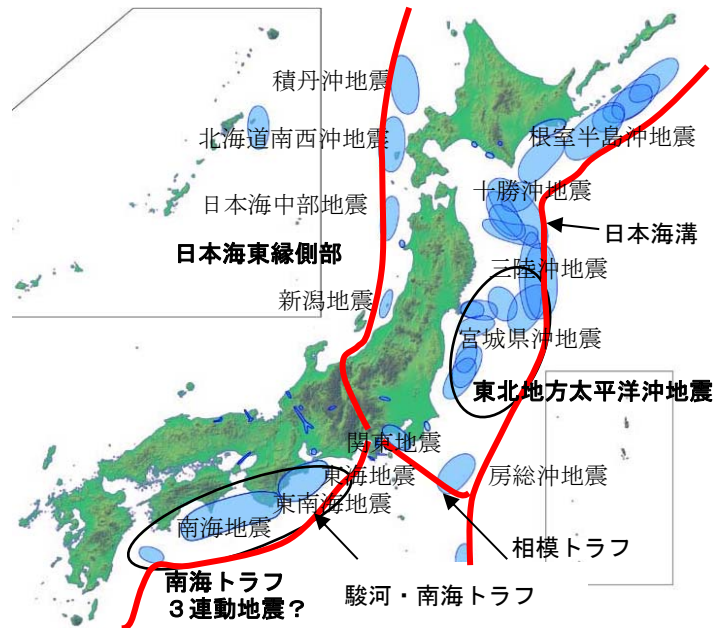 積丹沖地震
北海道南西沖地震
根室半島沖地震
十勝沖地震
日本海中部地震
日本海溝
日本海東縁側部
三陸沖地震
新潟地震
宮城県沖地震
東北地方太平洋沖地震
関東地震
東海地震
房総沖地震
東南海地震
南海地震
相模トラフ
南海トラフ
３連動地震？
駿河・南海トラフ